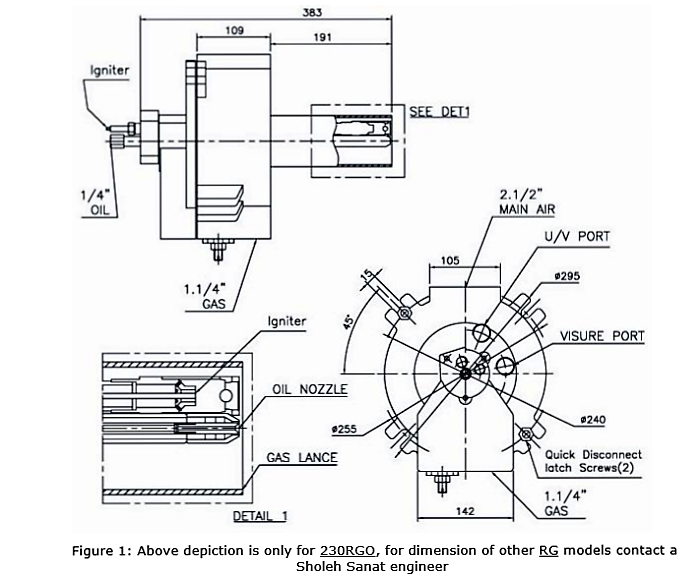 383
109
191
Igniter
SEE DET1
1/4"
OIL
2.1/2"
MAIN AIR
U/V PORT
1.1/4"
GAS
105
15
ø295
45°
Igniter
VISURE PORT
OIL NOZZLE
ø255
ø240
GAS LANCE
Quick Disconnect
latch Screws(2)
1.1/4"
GAS
142
DETAIL 1
Figure 1: Above depiction is only for 230RGO, for dimension of other RG models contact a
Sholeh Sanat engineer